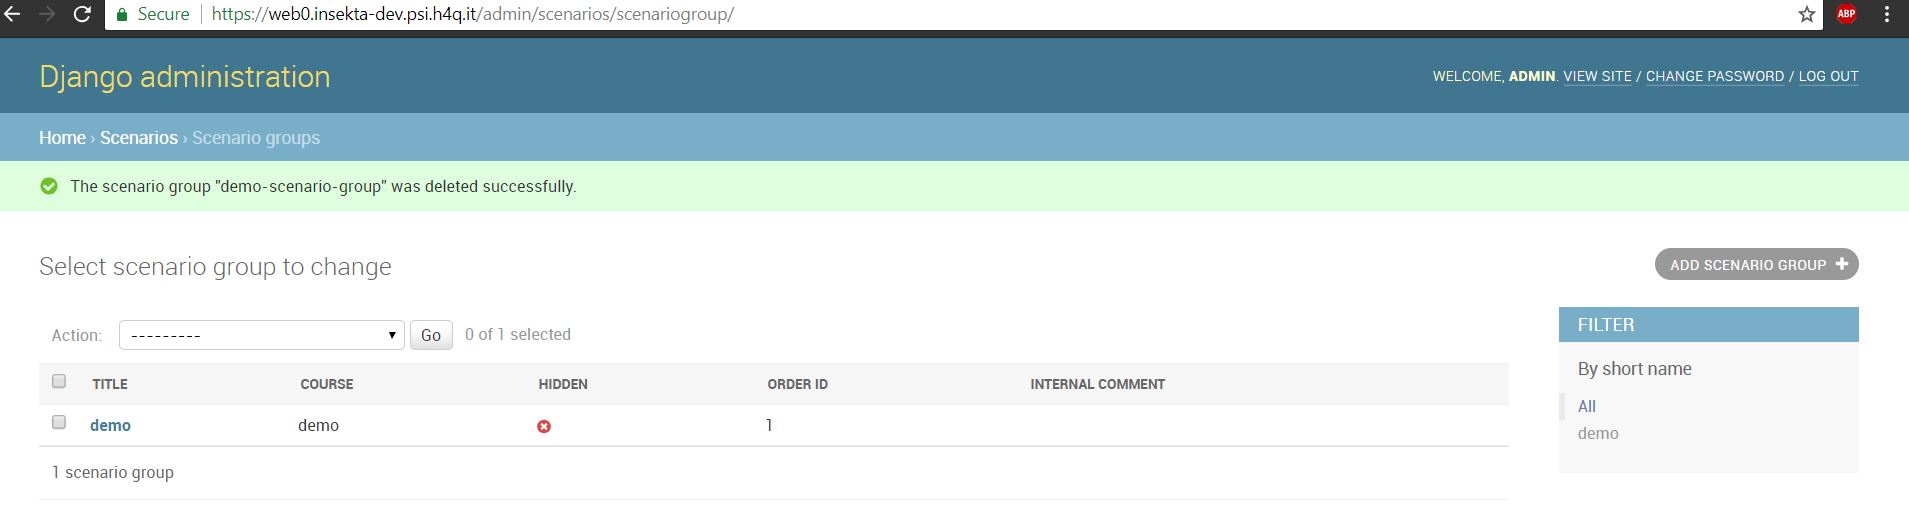 Secure https://web0.insekta-dev.psi.h4q.it/admin/scenarios/scenariogroup/ ABP
Django administration
WELCOME, ADMIN. VIEW SITE / CHANGE PASSWORD / LOG OUT
Home › Scenarios › Scenario groups
The scenario group "demo-scenario-group" was deleted successfully.
Select scenario group to change
ADD SCENARIO GROUP +
Action: --------- Go 0 of 1 selected
TITLE COURSE HIDDEN ORDER ID INTERNAL COMMENT
demo demo 1
1 scenario group
FILTER
By short name
All
demo